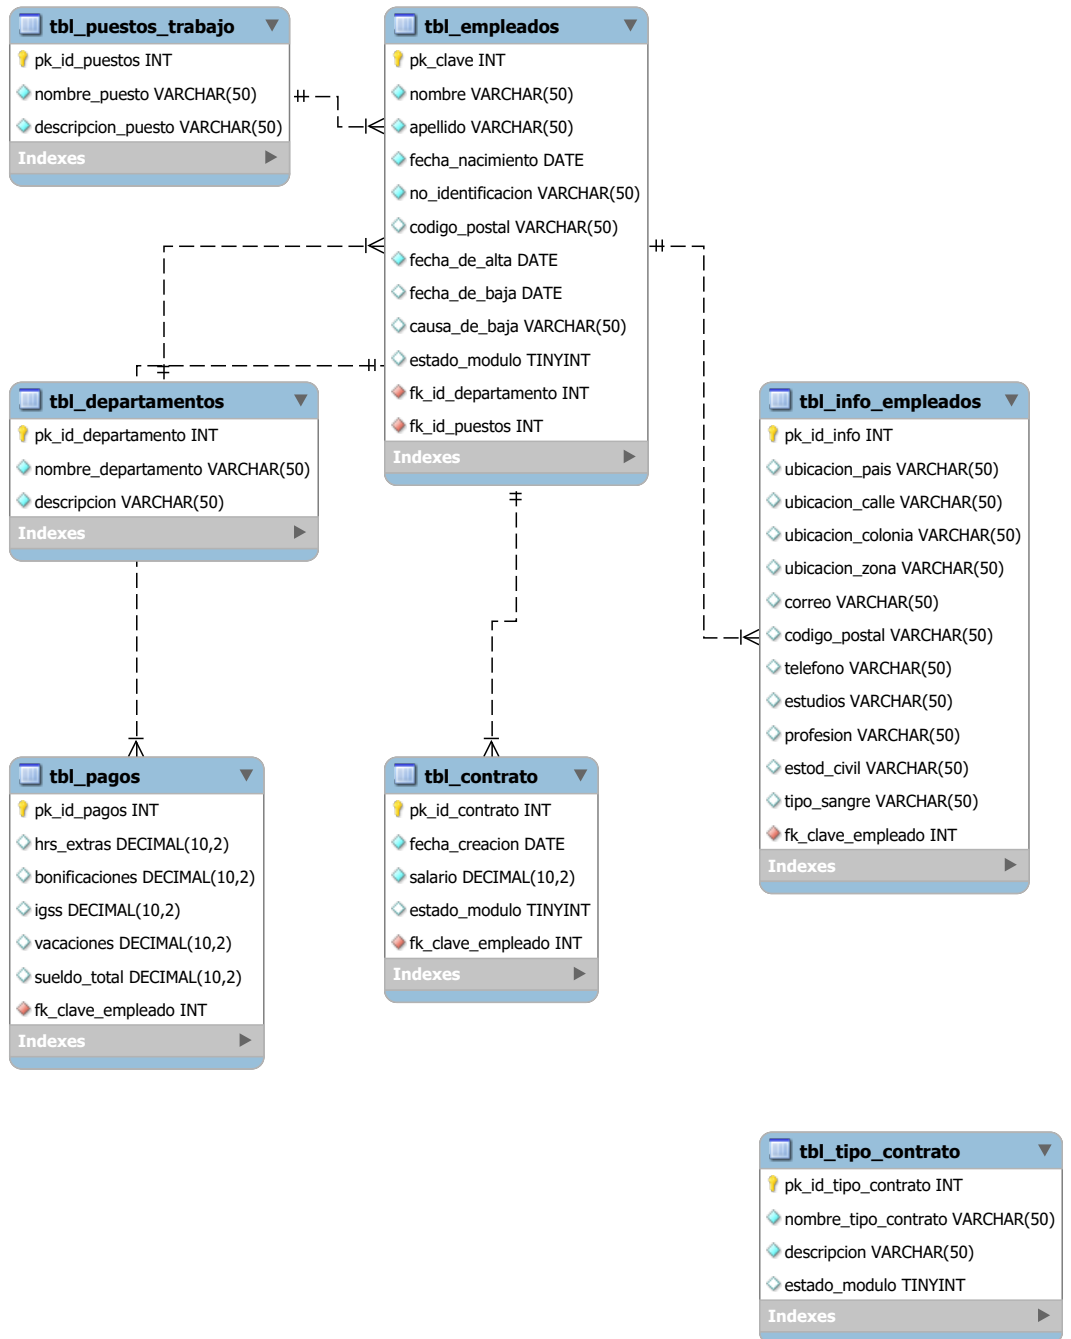 tbl_puestos_trabajo
pk_id_puestos INT
nombre_puesto VARCHAR(50)
descripcion_puesto VARCHAR(50)
Indexes
tbl_empleados
pk_clave INT
nombre VARCHAR(50)
apellido VARCHAR(50)
fecha_nacimiento DATE
no_identificacion VARCHAR(50)
codigo_postal VARCHAR(50)
fecha_de_alta DATE
fecha_de_baja DATE
causa_de_baja VARCHAR(50)
estado_modulo TINYINT
fk_id_departamento INT
fk_id_puestos INT
Indexes
tbl_departamentos
pk_id_departamento INT
nombre_departamento VARCHAR(50)
descripcion VARCHAR(50)
Indexes
tbl_info_empleados
pk_id_info INT
ubicacion_pais VARCHAR(50)
ubicacion_calle VARCHAR(50)
ubicacion_colonia VARCHAR(50)
ubicacion_zona VARCHAR(50)
correo VARCHAR(50)
codigo_postal VARCHAR(50)
telefono VARCHAR(50)
estudios VARCHAR(50)
profesion VARCHAR(50)
estod_civil VARCHAR(50)
tipo_sangre VARCHAR(50)
fk_clave_empleado INT
Indexes
tbl_pagos
pk_id_pagos INT
hrs_extras DECIMAL(10,2)
bonificaciones DECIMAL(10,2)
igss DECIMAL(10,2)
vacaciones DECIMAL(10,2)
sueldo_total DECIMAL(10,2)
fk_clave_empleado INT
Indexes
tbl_contrato
pk_id_contrato INT
fecha_creacion DATE
salario DECIMAL(10,2)
estado_modulo TINYINT
fk_clave_empleado INT
Indexes
tbl_tipo_contrato
pk_id_tipo_contrato INT
nombre_tipo_contrato VARCHAR(50)
descripcion VARCHAR(50)
estado_modulo TINYINT
Indexes